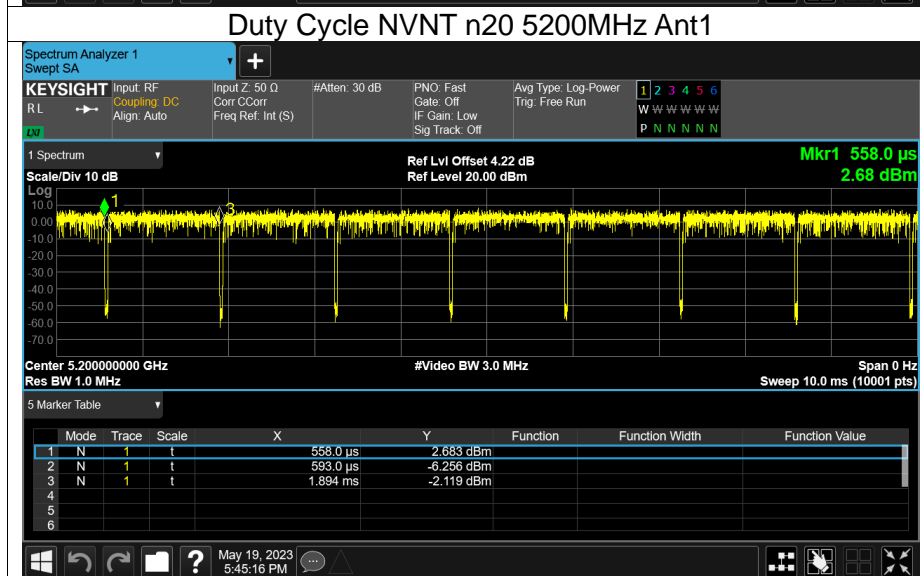 Duty Cycle NVNT n20 5200MHz Ant1
Spectrum Analyzer 1
Swept SA
+
KEYSIGHT Input: RF Input Z: 50 Ω #Atten: 30 dB PNO: Fast Avg Type: Log-Power 1 2 3 4 5 6
RL Coupling: DC Corr CCorr Gate: Off Trig: Free Run W W W W W W
Align: Auto Freq Ref: Int (S) IF Gain: Low
LXI Sig Track: Off P N N N N N
1 Spectrum Ref Lvl Offset 4.22 dB Mkr1 558.0 µs
Scale/Div 10 dB Ref Level 20.00 dBm 2.68 dBm
Log
10.0 1 3
0.00
-10.0
-20.0
-30.0
-40.0
-50.0
-60.0
-70.0
Center 5.200000000 GHz #Video BW 3.0 MHz Span 0 Hz
Res BW 1.0 MHz Sweep 10.0 ms (10001 pts)
5 Marker Table
Mode Trace Scale X Y Function Function Width Function Value
1 N 1 t 558.0 µs 2.683 dBm
2 N 1 t 593.0 µs -6.256 dBm
3 N 1 t 1.894 ms -2.119 dBm
4
5
6
? May 19, 2023
5:45:16 PM